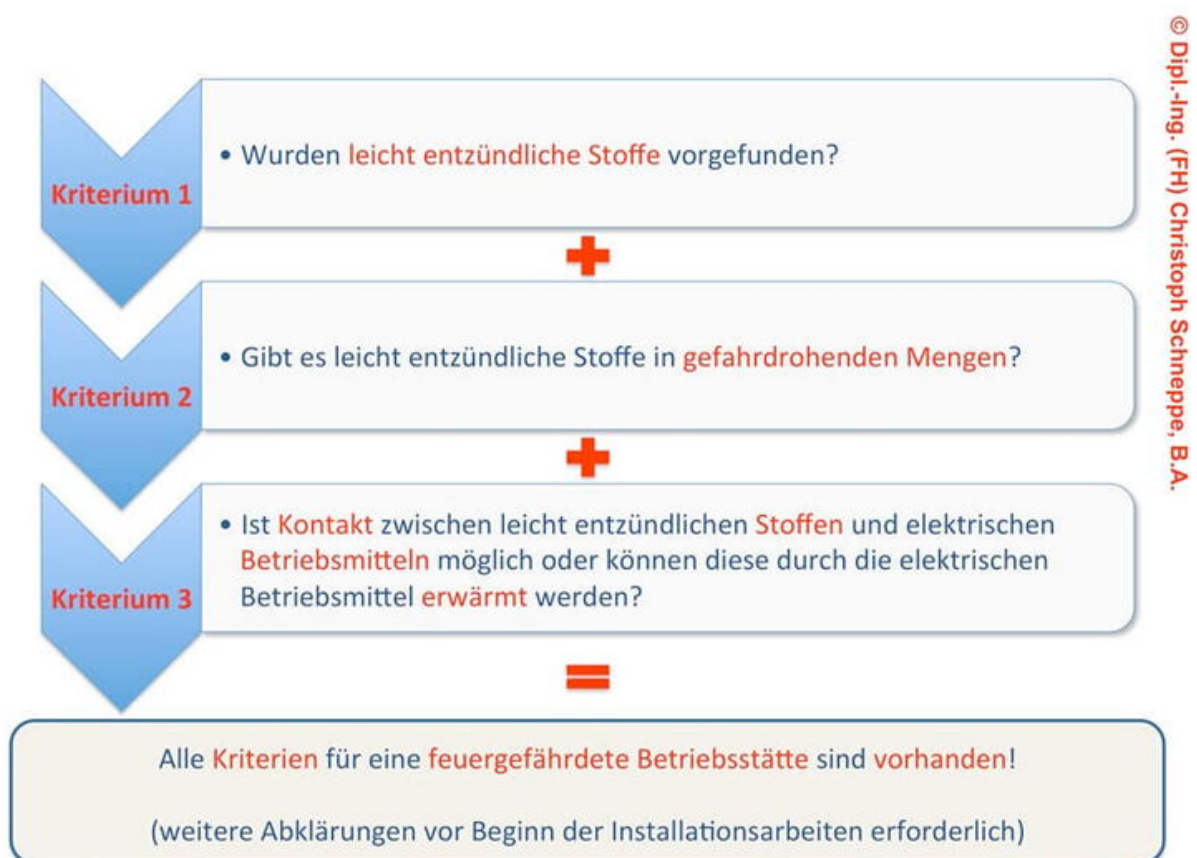 Kriterium 1
• Wurden leicht entzündliche Stoffe vorgefunden?
+
Kriterium 2
• Gibt es leicht entzündliche Stoffe in gefahrdrohenden Mengen?
+
Kriterium 3
• Ist Kontakt zwischen leicht entzündlichen Stoffen und elektrischen
Betriebsmitteln möglich oder können diese durch die elektrischen
Betriebsmittel erwärmt werden?
=
Alle Kriterien für eine feuergefährdete Betriebsstätte sind vorhanden!
(weitere Abklärungen vor Beginn der Installationsarbeiten erforderlich)
© Dipl.-Ing. (FH) Christoph Schneppe, B.A.